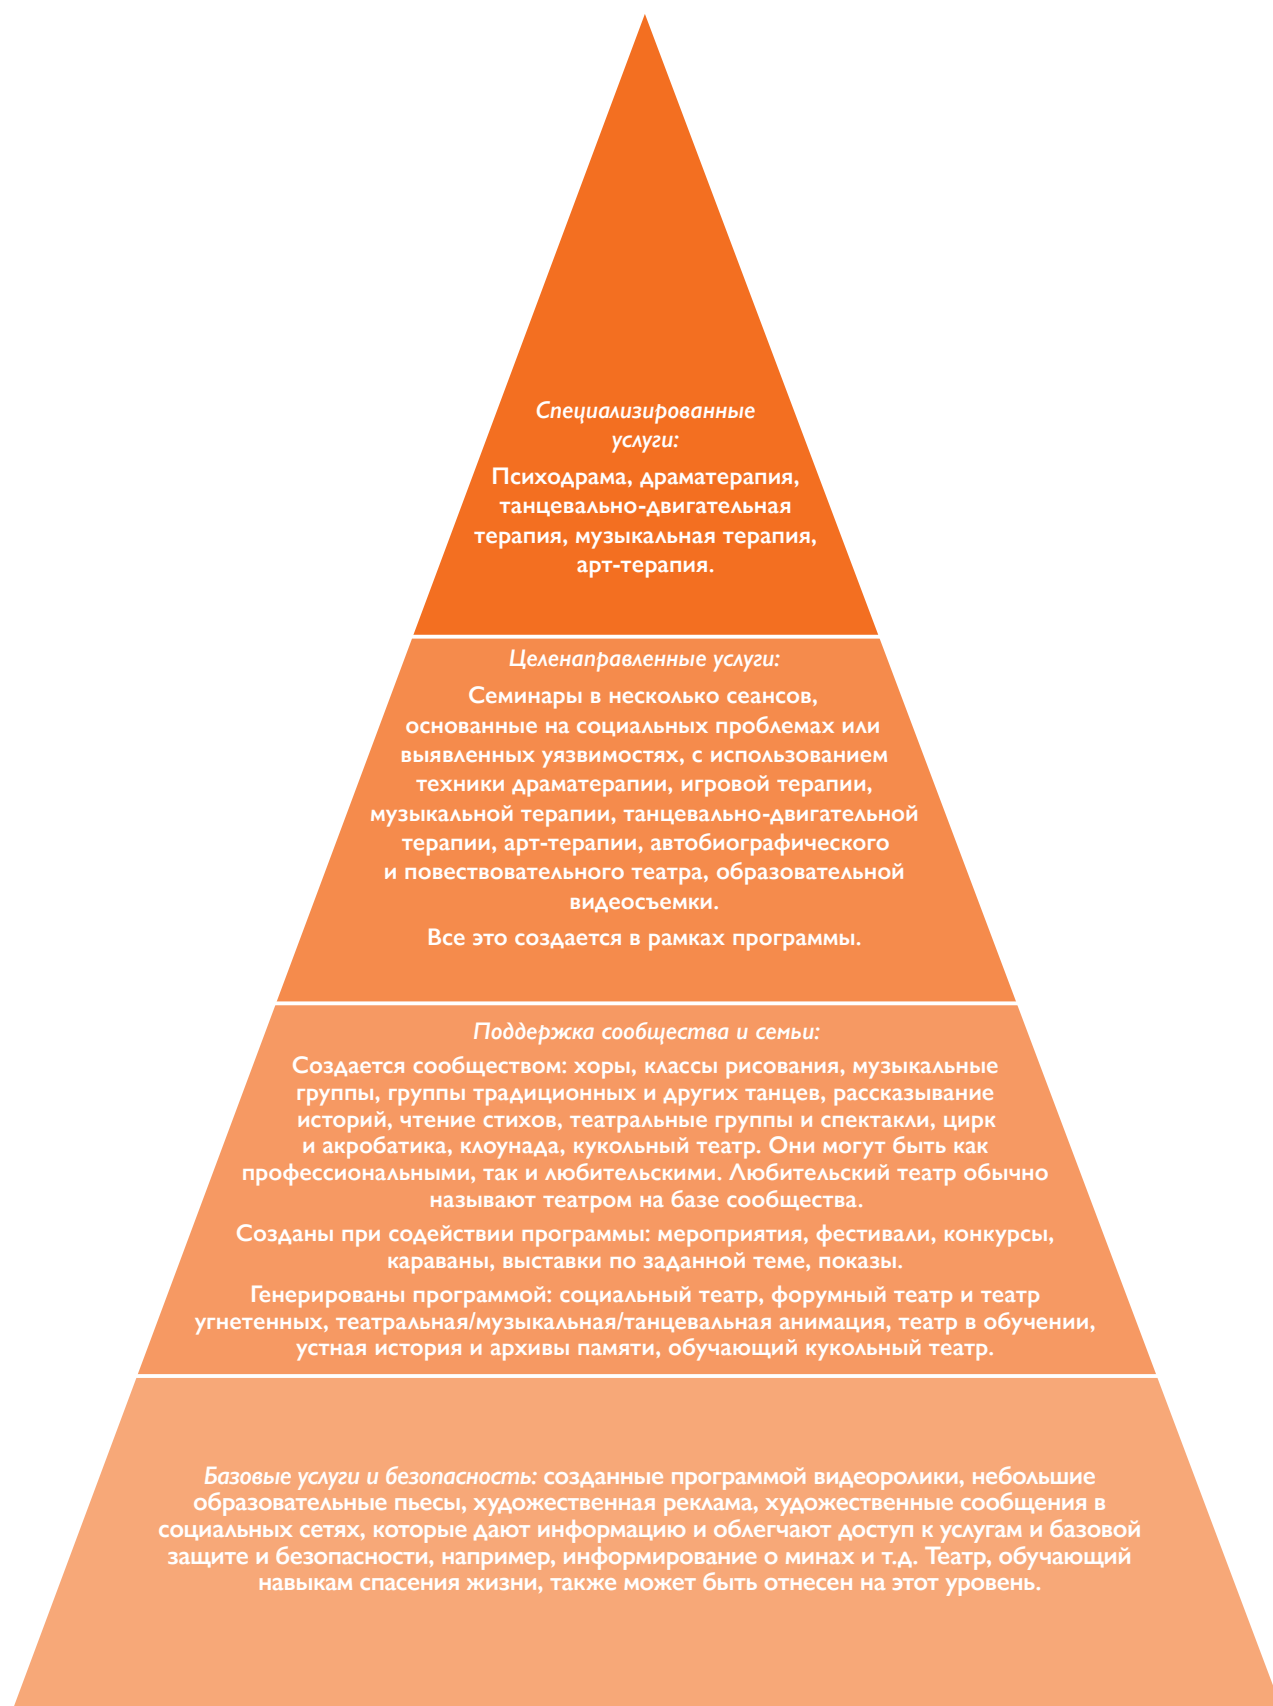 Специализированные
услуги:
Психодрама, драматерапия,
танцевально-двигательная
терапия, музыкальная терапия,
арт-терапия.
Целенаправленные услуги:
Семинары в несколько сеансов,
основанные на социальных проблемах или
выявленных уязвимостях, с использованием
техники драматерапии, игровой терапии,
музыкальной терапии, танцевально-двигательной
терапии, арт-терапии, автобиографического
и повествовательного театра, образовательной
видеосъемки.
Все это создается в рамках программы.
Поддержка сообщества и семьи:
Создается сообществом: хоры, классы рисования, музыкальные
группы, группы традиционных и других танцев, рассказывание
историй, чтение стихов, театральные группы и спектакли, цирк
и акробатика, клоунада, кукольный театр. Они могут быть как
профессиональными, так и любительскими. Любительский театр обычно
называют театром на базе сообщества.
Созданы при содействии программы: мероприятия, фестивали, конкурсы,
караваны, выставки по заданной теме, показы.
Генерированы программой: социальный театр, форумный театр и театр
угнетенных, театральная/музыкальная/танцевальная анимация, театр в обучении,
устная история и архивы памяти, обучающий кукольный театр.
Базовые услуги и безопасность: созданные программой видеоролики, небольшие
образовательные пьесы, художественная реклама, художественные сообщения в
социальных сетях, которые дают информацию и облегчают доступ к услугам и базовой
защите и безопасности, например, информирование о минах и т.д. Театр, обучающий
навыкам спасения жизни, также может быть отнесен на этот уровень.